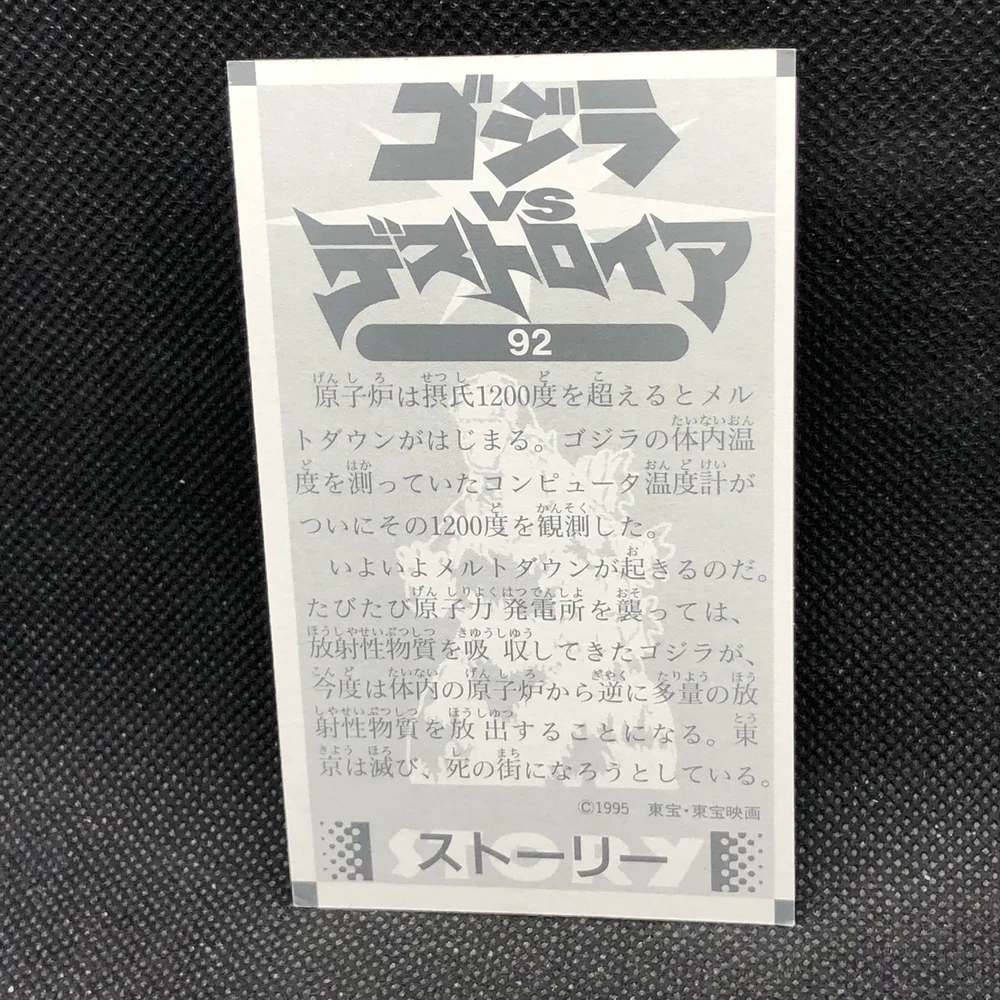 ゴジラ
VS
デストロイア
92
原子炉は摂氏1200度を超えるとメル
トダウンがはじまる。ゴジラの体内温
度を測っていたコンピュータ温度計が
ついにその1200度を観測した。
いよいよメルトダウンが起きるのだ。
たびたび原子力発電所を襲っては、
放射性物質を吸収してきたゴジラが、
今度は体内の原子炉から逆に多量の放
射性物質を放出することになる。東
京は滅び、死の街になろうとしている。
©1995 東宝・東宝映画
STORY
ストーリー